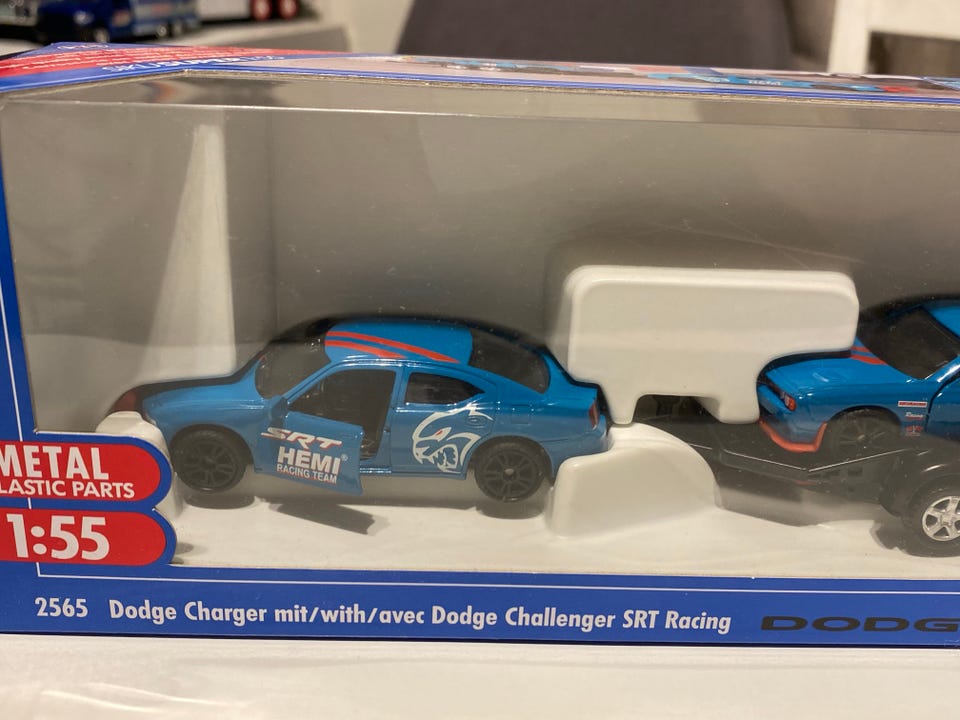 METAL
LASTIC PARTS
1:55
SRT
HEMI®
RACING TEAM
2565 Dodge Charger mit/with/avec Dodge Challenger SRT Racing
DODG